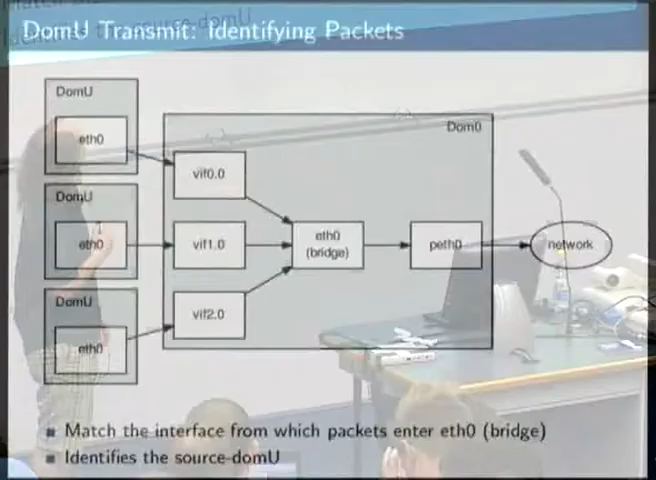 DomU Transmit: Identifying Packets
DomU
eth0
Dom0
vif0.0
DomU
eth0
vif1.0
eth0
(bridge)
peth0
network
DomU
eth0
vif2.0
Match the interface from which packets enter eth0 (bridge)
Identifies the source-domU